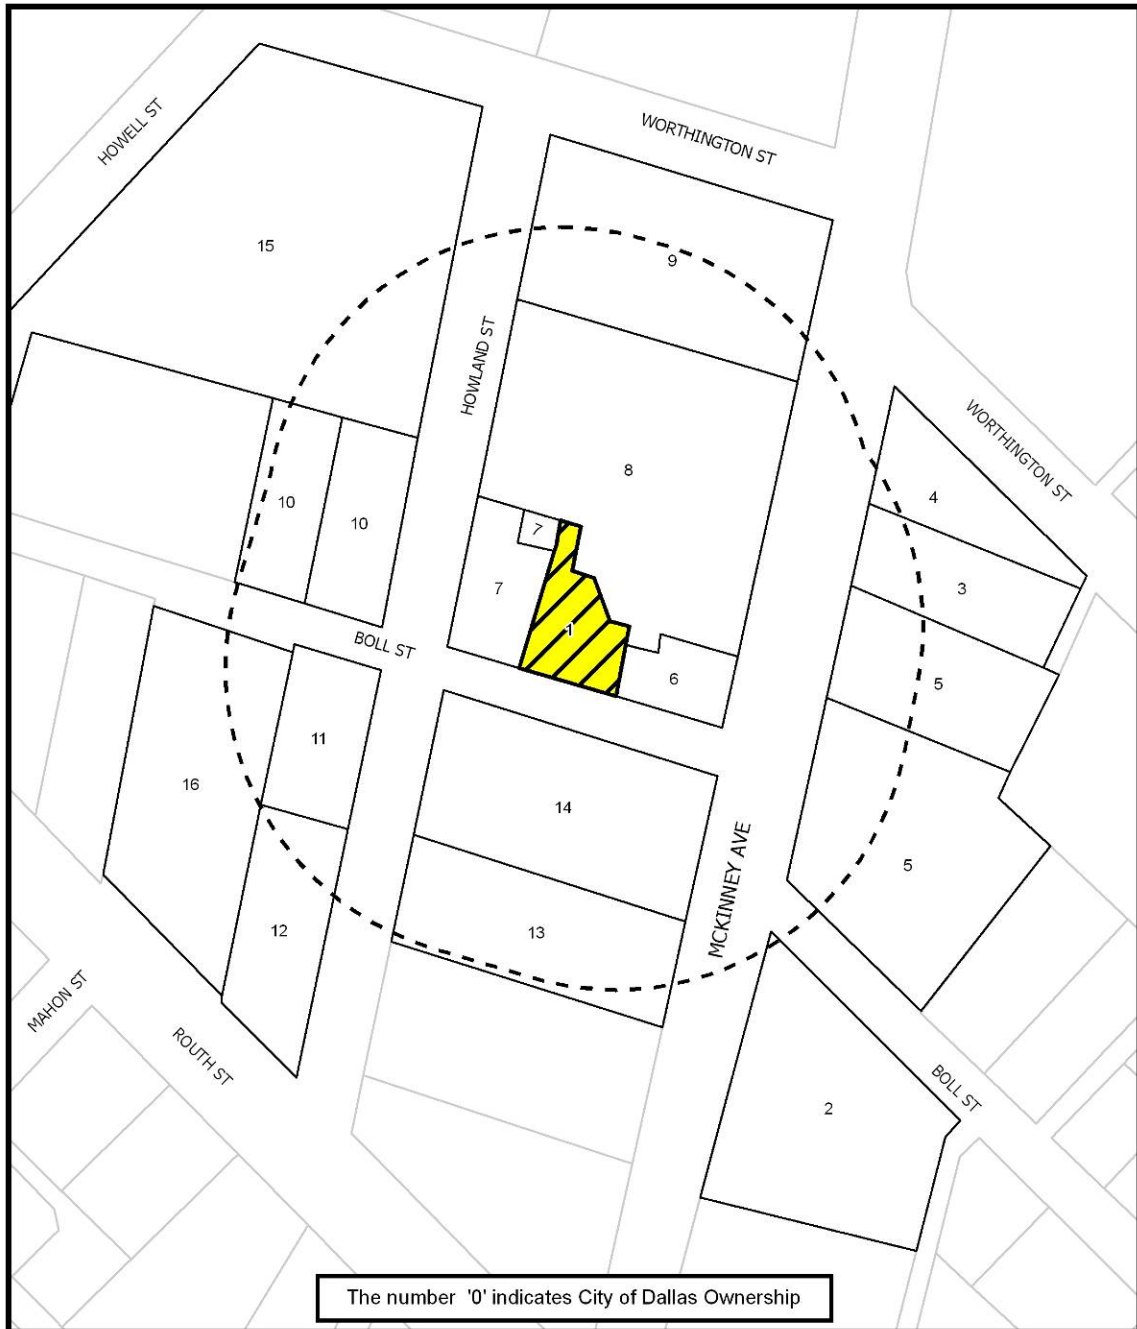 WORTHINGTON ST
HOWELL ST
15
9
HOWLAND ST
WORTHINGTON ST
8
4
10
10
7
7
3
1
BOLL ST
6
5
11
16
14
5
MCKINNEY AVE
12
13
MAHON ST
ROUTH ST
BOLL ST
2
The number '0' indicates City of Dallas Ownership